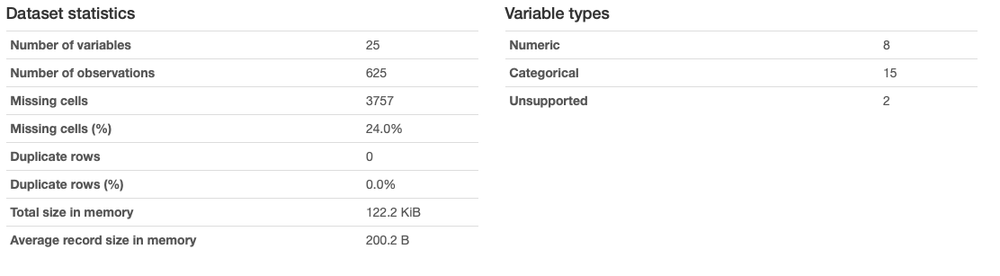 Dataset statistics
Number of variables 25
Number of observations 625
Missing cells 3757
Missing cells (%) 24.0%
Duplicate rows 0
Duplicate rows (%) 0.0%
Total size in memory 122.2 KiB
Average record size in memory 200.2 B
Variable types
Numeric 8
Categorical 15
Unsupported 2